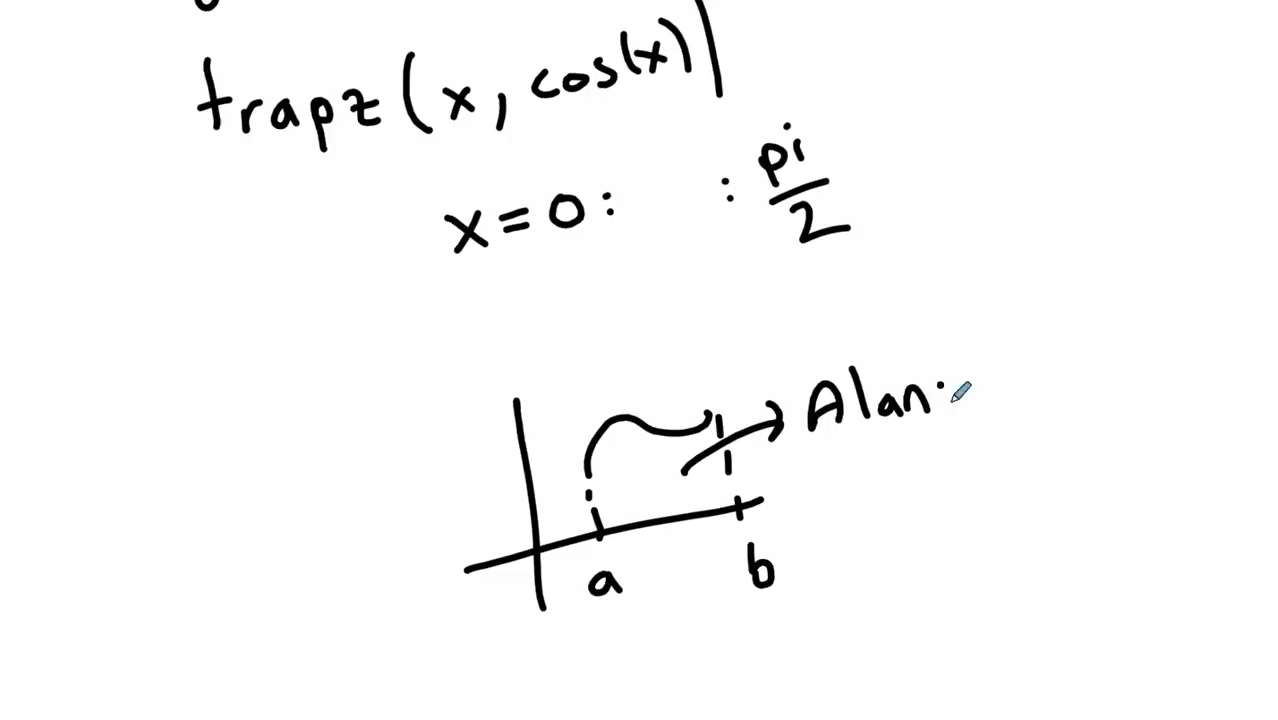 trapz(x, cos(x))
x=0:   : pi/2
Alan
a b